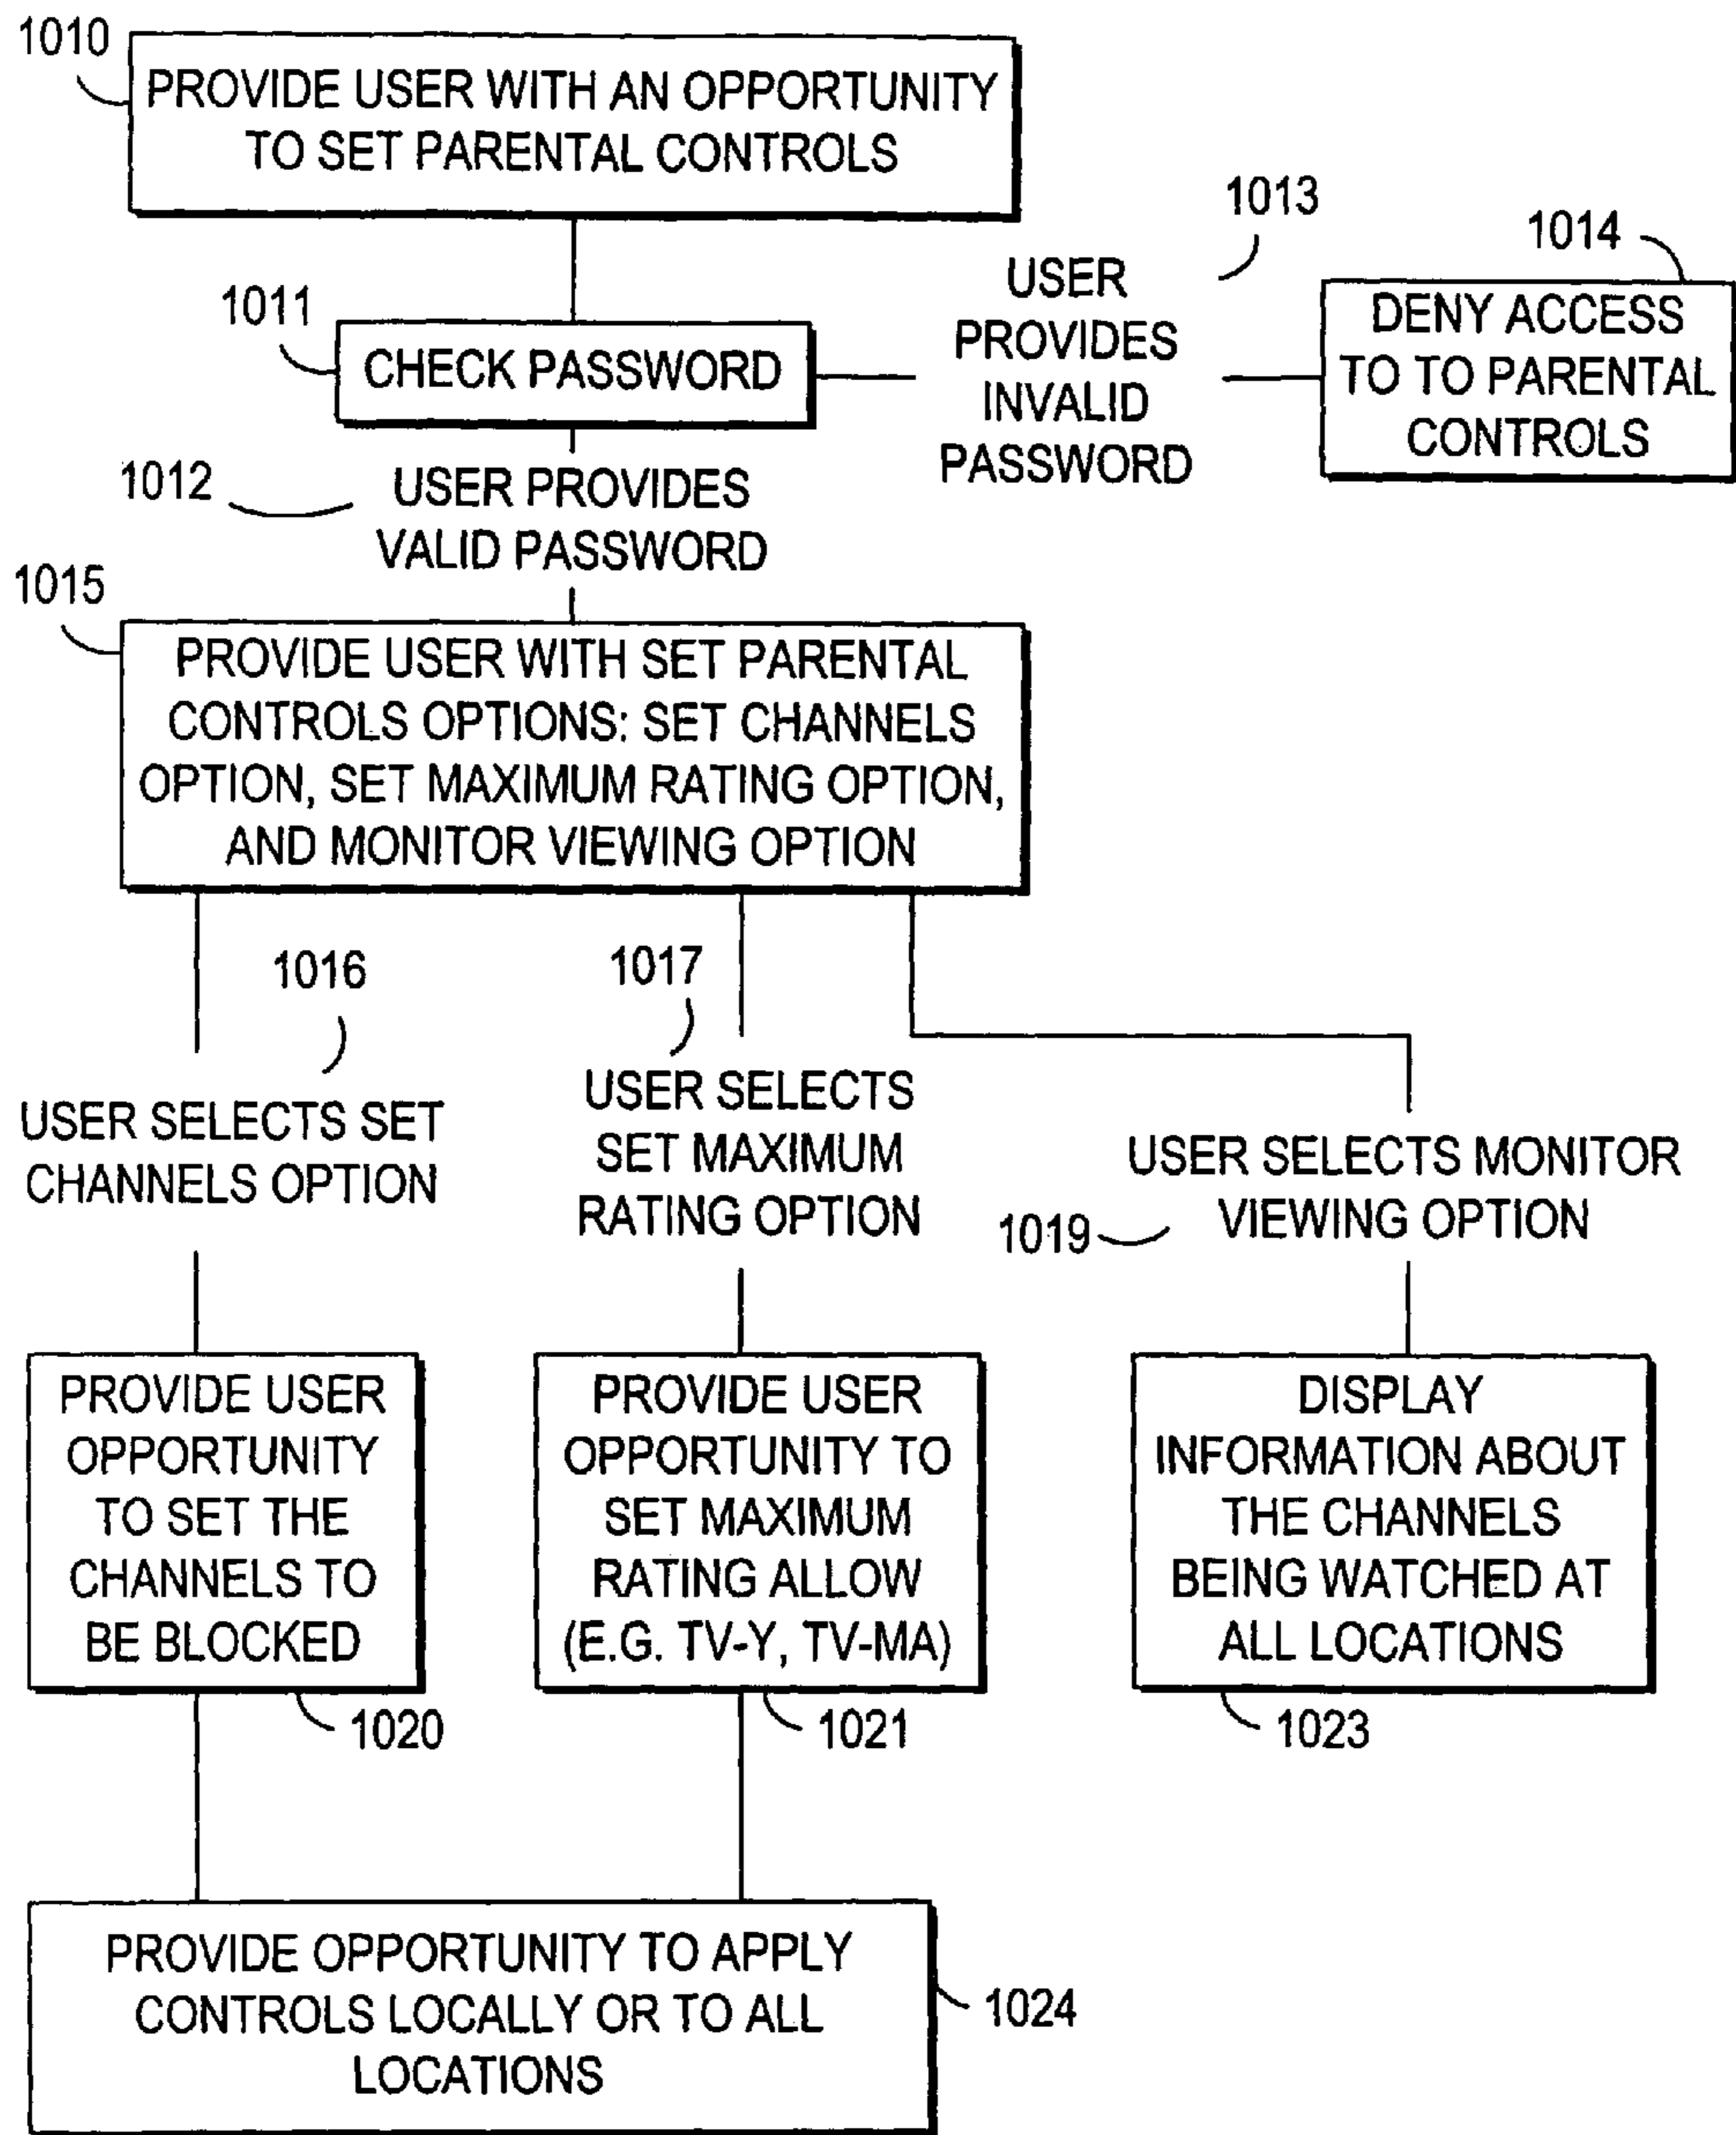 1010
PROVIDE USER WITH AN OPPORTUNITY
TO SET PARENTAL CONTROLS
1011
CHECK PASSWORD
1013
USER
PROVIDES
INVALID
PASSWORD
1014
DENY ACCESS
TO TO PARENTAL
CONTROLS
1012
USER PROVIDES
VALID PASSWORD
1015
PROVIDE USER WITH SET PARENTAL
CONTROLS OPTIONS: SET CHANNELS
OPTION, SET MAXIMUM RATING OPTION,
AND MONITOR VIEWING OPTION
1016
USER SELECTS SET
CHANNELS OPTION
1017
USER SELECTS
SET MAXIMUM
RATING OPTION
USER SELECTS MONITOR
VIEWING OPTION
1019
PROVIDE USER
OPPORTUNITY
TO SET THE
CHANNELS TO
BE BLOCKED
1020
PROVIDE USER
OPPORTUNITY TO
SET MAXIMUM
RATING ALLOW
(E.G. TV-Y, TV-MA)
1021
DISPLAY
INFORMATION ABOUT
THE CHANNELS
BEING WATCHED AT
ALL LOCATIONS
1023
PROVIDE OPPORTUNITY TO APPLY
CONTROLS LOCALLY OR TO ALL
LOCATIONS
1024